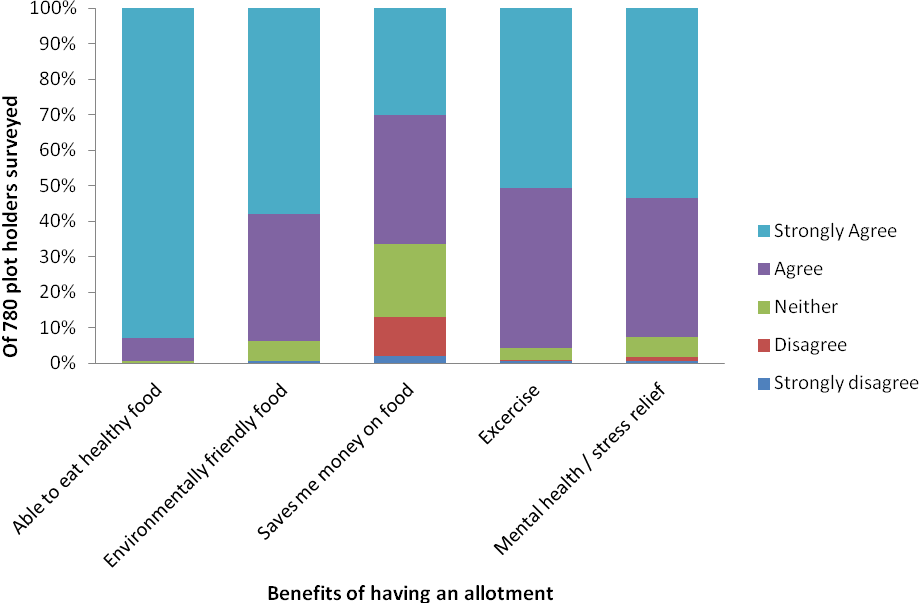 Of 780 plot holders surveyed
100%
90%
80%
70%
60%
50%
40%
30%
20%
10%
0%
Able to eat healthy food
Environmentally friendly food
Saves me money on food
Excercise
Mental health / stress relief
Benefits of having an allotment
Strongly Agree
Agree
Neither
Disagree
Strongly disagree